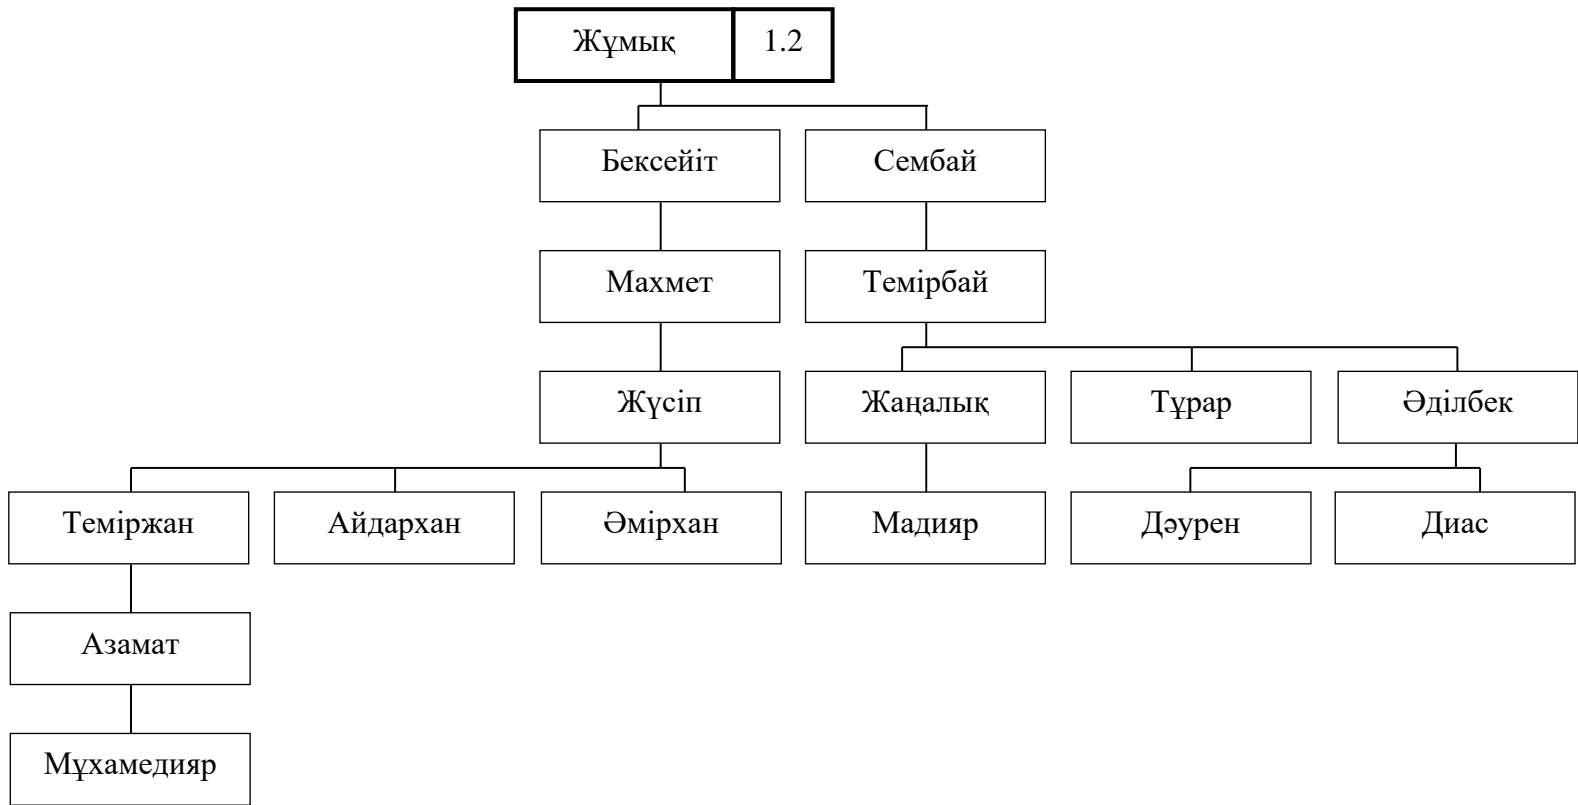 Жұмық 1.2
Бексейіт Сембай
Махмет Темірбай
Жүсіп Жаңалық Тұрар Әділбек
Теміржан Айдархан Әмірхан Мадияр Дәурен Диас
Азамат
Мұхамедияр